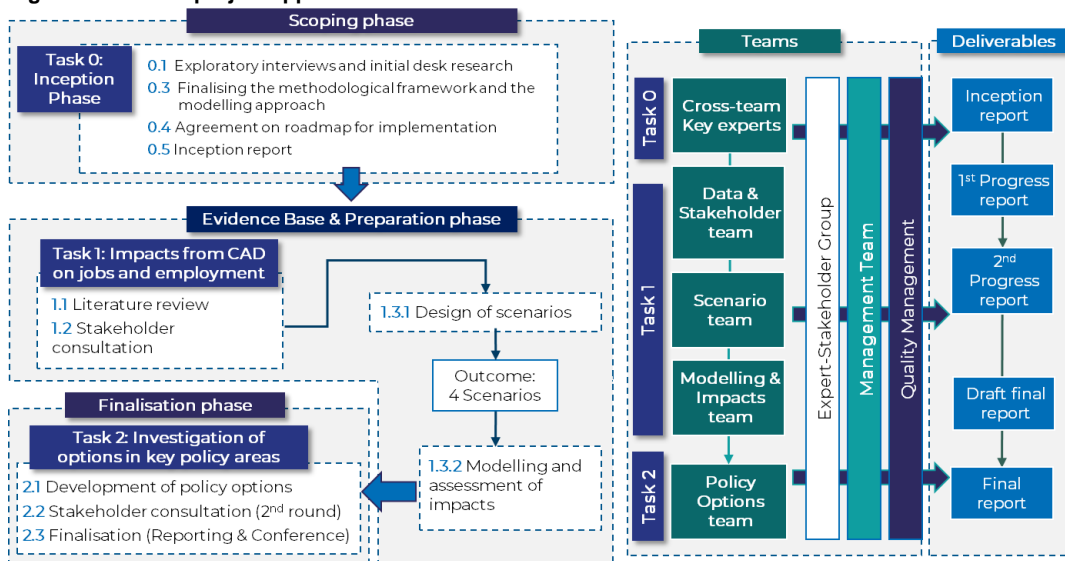 Scoping phase
Task 0:
Inception
Phase
0.1 Exploratory interviews and initial desk research
0.3 Finalising the methodological framework and the
modelling approach
0.4 Agreement on roadmap for implementation
0.5 Inception report
Evidence Base & Preparation phase
Task 1: Impacts from CAD
on jobs and employment
1.1 Literature review
1.2 Stakeholder
consultation
1.3.1 Design of scenarios
Outcome:
4 Scenarios
1.3.2 Modelling and
assessment of
impacts
Finalisation phase
Task 2: Investigation of
options in key policy areas
2.1 Development of policy options
2.2 Stakeholder consultation (2nd round)
2.3 Finalisation (Reporting & Conference)
Teams
Task 0
Cross-team
Key experts
Task 1
Data &
Stakeholder
team
Scenario
team
Modelling &
Impacts
team
Task 2
Policy
Options
team
Expert-Stakeholder Group
Management Team
Quality Management
Deliverables
Inception
report
1st Progress
report
2nd
Progress
report
Draft final
report
Final
report